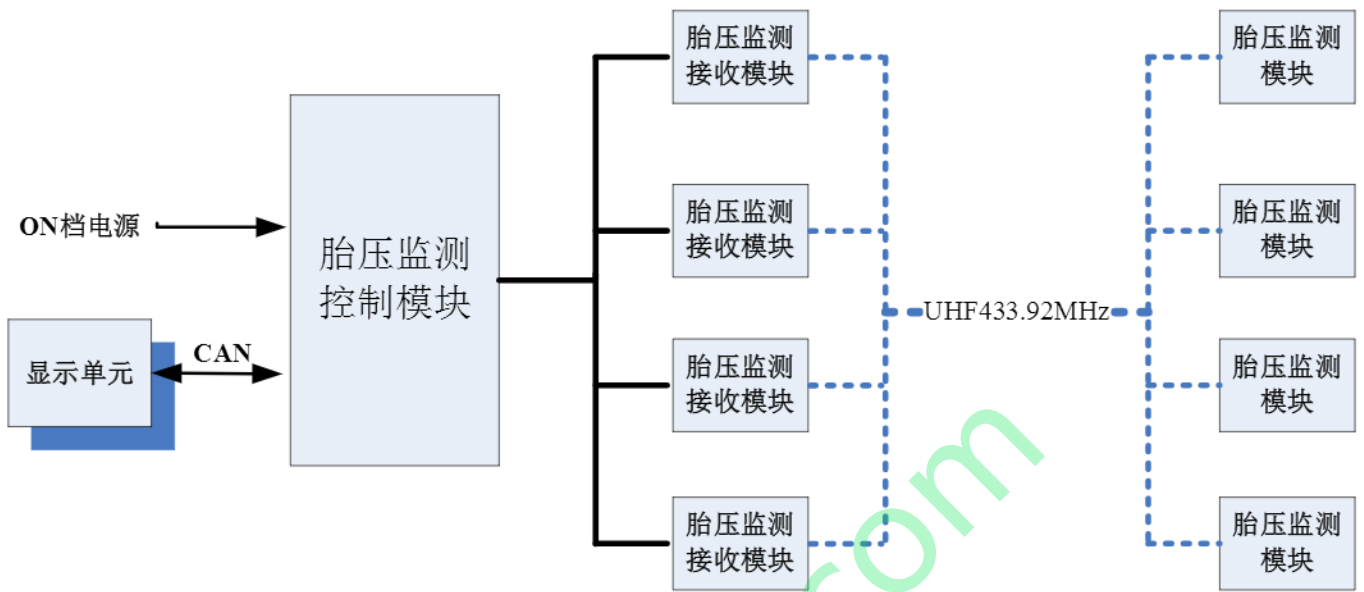 ON档电源
显示单元
CAN
胎压监测
控制模块
胎压监测
接收模块
胎压监测
接收模块
胎压监测
接收模块
胎压监测
接收模块
UHF433.92MHz
胎压监测
模块
胎压监测
模块
胎压监测
模块
胎压监测
模块
com